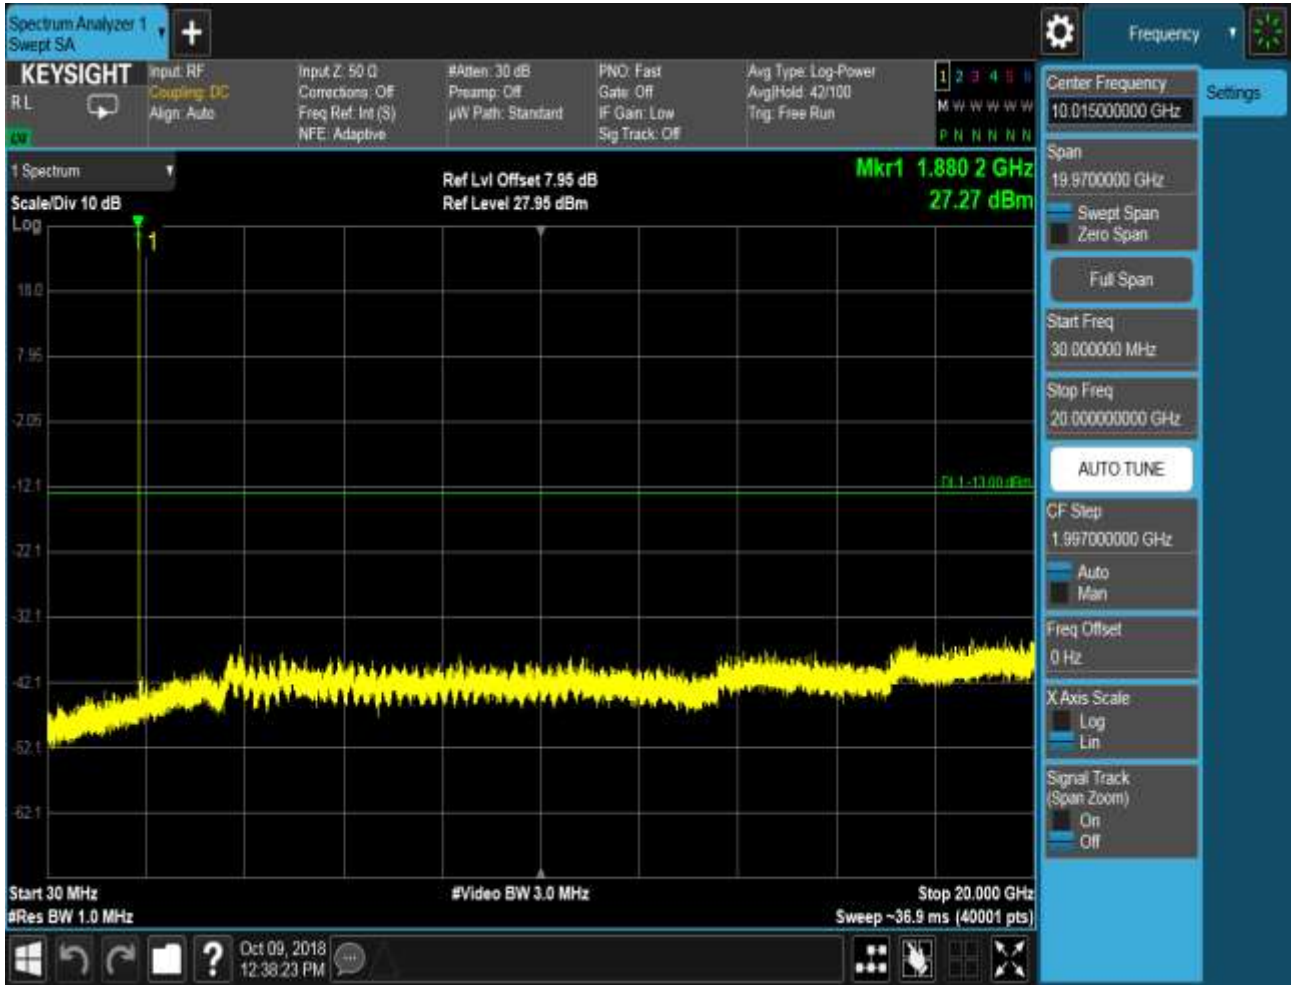 Spectrum Analyzer 1
Swept SA
Frequency
KEYSIGHT
R L
Input: RF
Coupling: DC
Align: Auto
Input Z: 50 Ω
Corrections: Off
Freq Ref: Int (S)
NFE: Adaptive
#Atten: 30 dB
Preamp: Off
µW Path: Standard
PNO: Fast
Gate: Off
IF Gain: Low
Sig Track: Off
Avg Type: Log-Power
Avg|Hold: 42/100
Trig: Free Run
1 2 3 4 5 6
M W W W W W
P N N N N N
1 Spectrum
Scale/Div 10 dB
Log
Ref Lvl Offset 7.95 dB
Ref Level 27.95 dBm
Mkr1 1.880 2 GHz
27.27 dBm
1
18.0
7.95
-2.05
-12.1
-22.1
-32.1
-42.1
-52.1
-62.1
DL1 -13.00 dBm
Start 30 MHz
#Res BW 1.0 MHz
#Video BW 3.0 MHz
Stop 20.000 GHz
Sweep ~36.9 ms (40001 pts)
Center Frequency
10.015000000 GHz
Settings
Span
19.9700000 GHz
Swept Span
Zero Span
Full Span
Start Freq
30.000000 MHz
Stop Freq
20.000000000 GHz
AUTO TUNE
CF Step
1.997000000 GHz
Auto
Man
Freq Offset
0 Hz
X Axis Scale
Log
Lin
Signal Track
(Span Zoom)
On
Off
?
Oct 09, 2018
12:38:23 PM